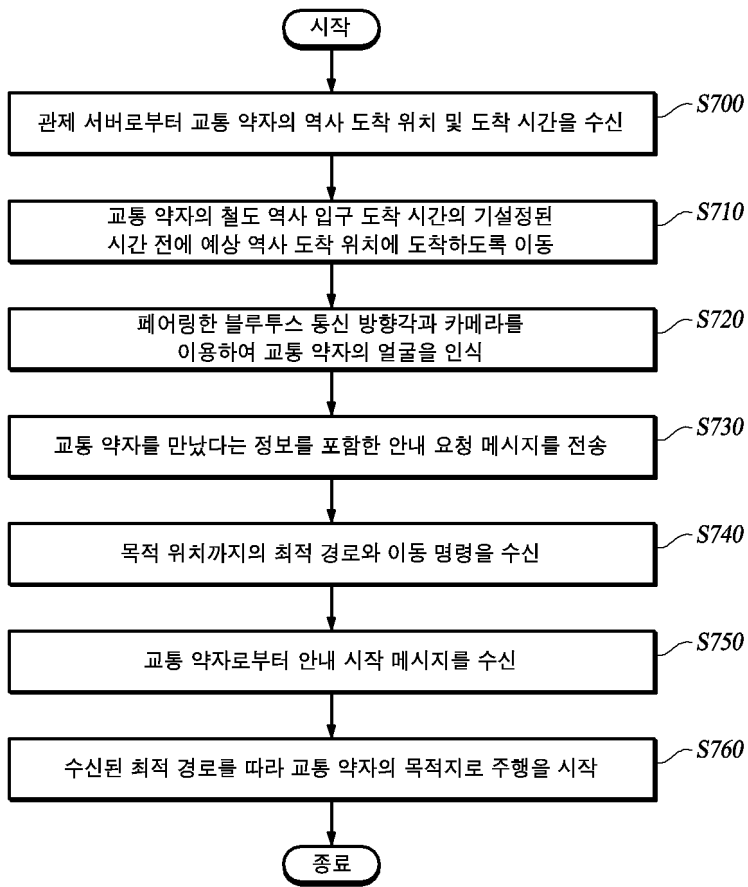 시작
관제 서버로부터 교통 약자의 역사 도착 위치 및 도착 시간을 수신
S700
교통 약자의 철도 역사 입구 도착 시간의 기설정된
시간 전에 예상 역사 도착 위치에 도착하도록 이동
S710
페어링한 블루투스 통신 방향각과 카메라를
이용하여 교통 약자의 얼굴을 인식
S720
교통 약자를 만났다는 정보를 포함한 안내 요청 메시지를 전송
S730
목적 위치까지의 최적 경로와 이동 명령을 수신
S740
교통 약자로부터 안내 시작 메시지를 수신
S750
수신된 최적 경로를 따라 교통 약자의 목적지로 주행을 시작
S760
종료